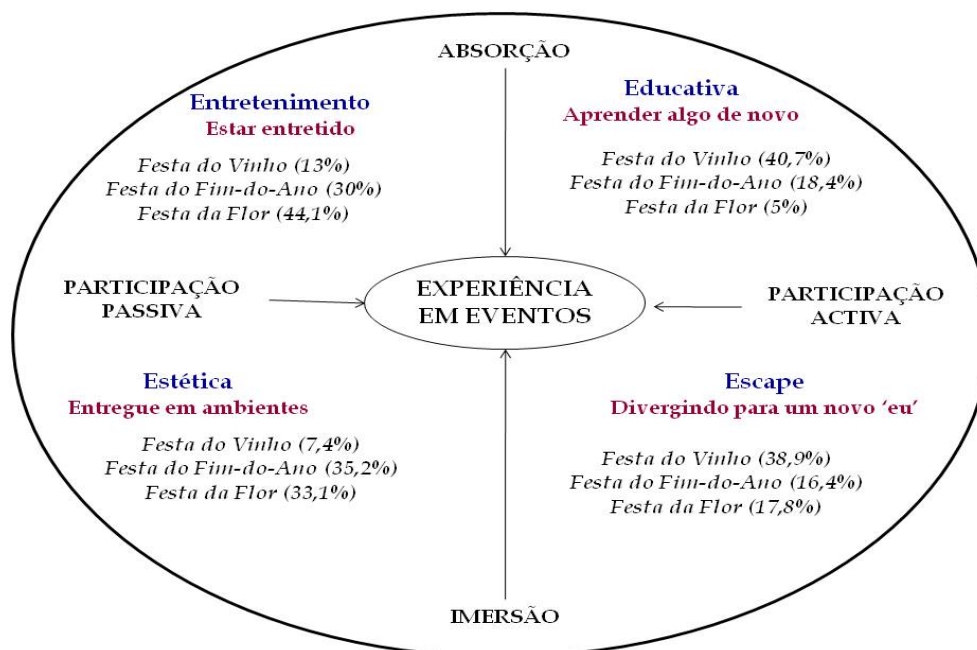 ABSORÇÃO
Entretenimento
Estar entretido
Festa do Vinho (13%)
Festa do Fim-do-Ano (30%)
Festa da Flor (44,1%)
Educativa
Aprender algo de novo
Festa do Vinho (40,7%)
Festa do Fim-do-Ano (18,4%)
Festa da Flor (5%)
PARTICIPAÇÃO
PASSIVA
EXPERIÊNCIA
EM EVENTOS
PARTICIPAÇÃO
ACTIVA
Estética
Entregue em ambientes
Festa do Vinho (7,4%)
Festa do Fim-do-Ano (35,2%)
Festa da Flor (33,1%)
Escape
Divergindo para um novo ‘eu’
Festa do Vinho (38,9%)
Festa do Fim-do-Ano (16,4%)
Festa da Flor (17,8%)
IMERSÃO